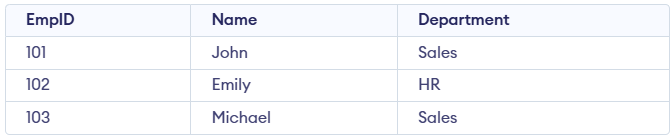 EmpID Name Department
101 John Sales
102 Emily HR
103 Michael Sales